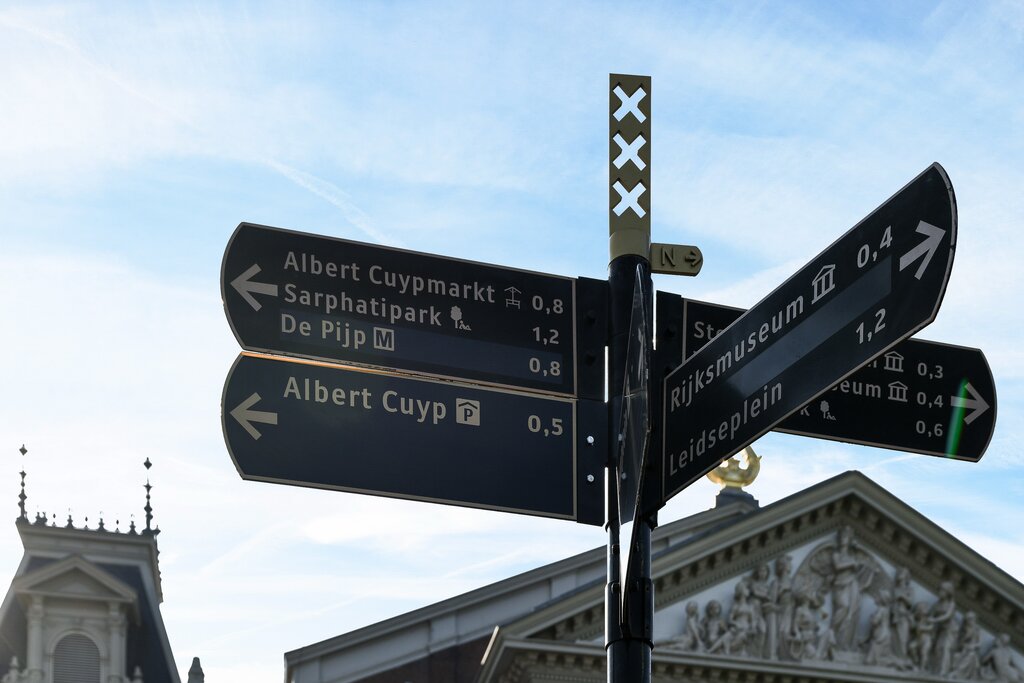 XXX
N
Albert Cuypmarkt 0,8
Sarphatipark 1,2
De Pijp M 0,8
Albert Cuyp P 0,5
Rijksmuseum 0,4
Leidseplein 1,2
0,3
0,4
0,6